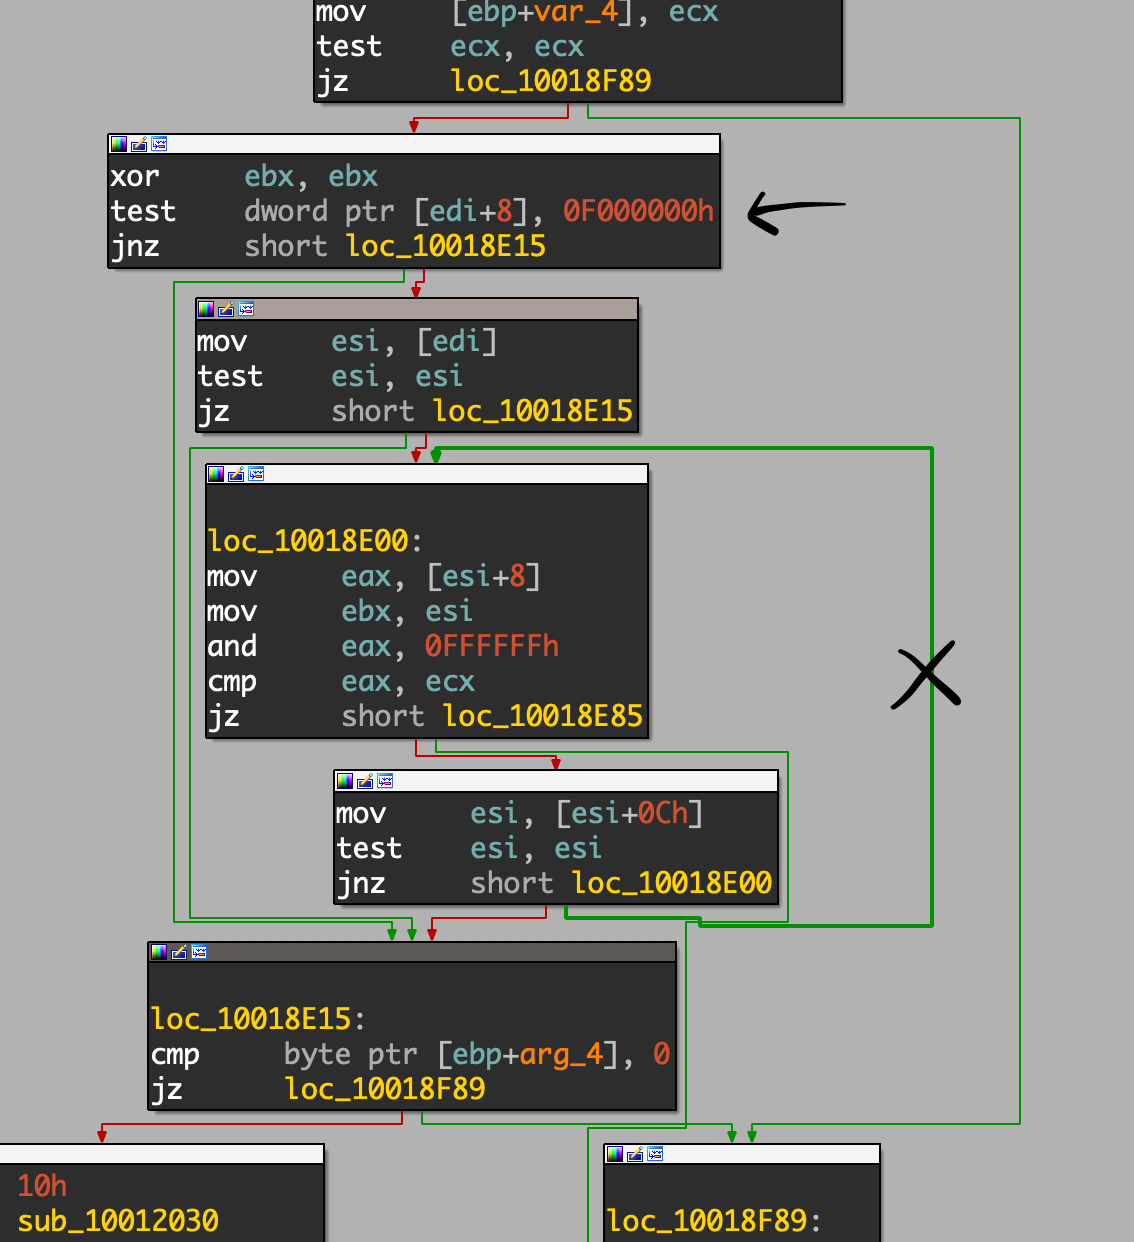 mov [ebp+var_4], ecx
test ecx, ecx
jz loc_10018F89
xor ebx, ebx
test dword ptr [edi+8], 0F000000h
jnz short loc_10018E15
mov esi, [edi]
test esi, esi
jz short loc_10018E15
loc_10018E00:
mov eax, [esi+8]
mov ebx, esi
and eax, 0FFFFFFh
cmp eax, ecx
jz short loc_10018E85
mov esi, [esi+0Ch]
test esi, esi
jnz short loc_10018E00
loc_10018E15:
cmp byte ptr [ebp+arg_4], 0
jz loc_10018F89
10h
sub_10012030
loc_10018F89: